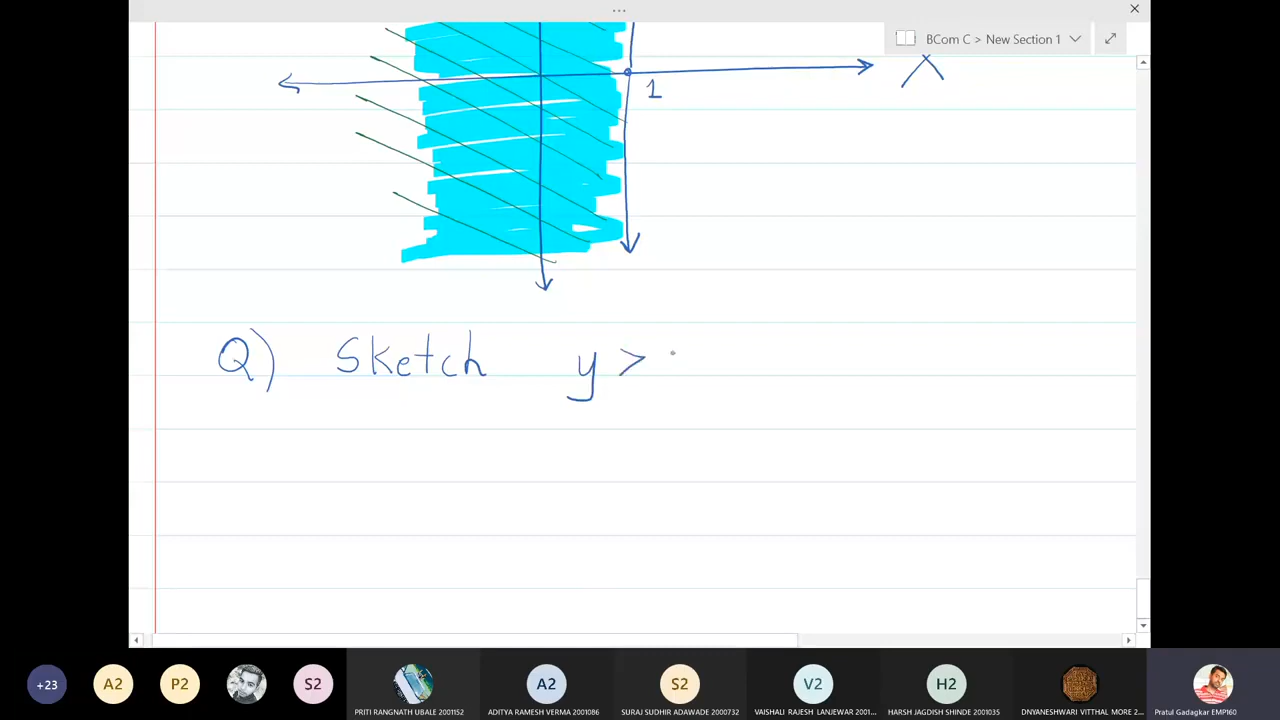 BCom C > New Section 1
X
1
Q) Sketch y >
+23
A2
P2
S2
PRITI RANGNATH UBALE 2001152
A2
ADITYA RAMESH VERMA 2001086
S2
SURAJ SUDHIR ADAWADE 2000732
V2
VAISHALI RAJESH LANJEWAR 2001...
H2
HARSH JAGDISH SHINDE 2001035
DNYANESHWARI VITTHAL MORE 2...
Pratul Gadagkar EMP160